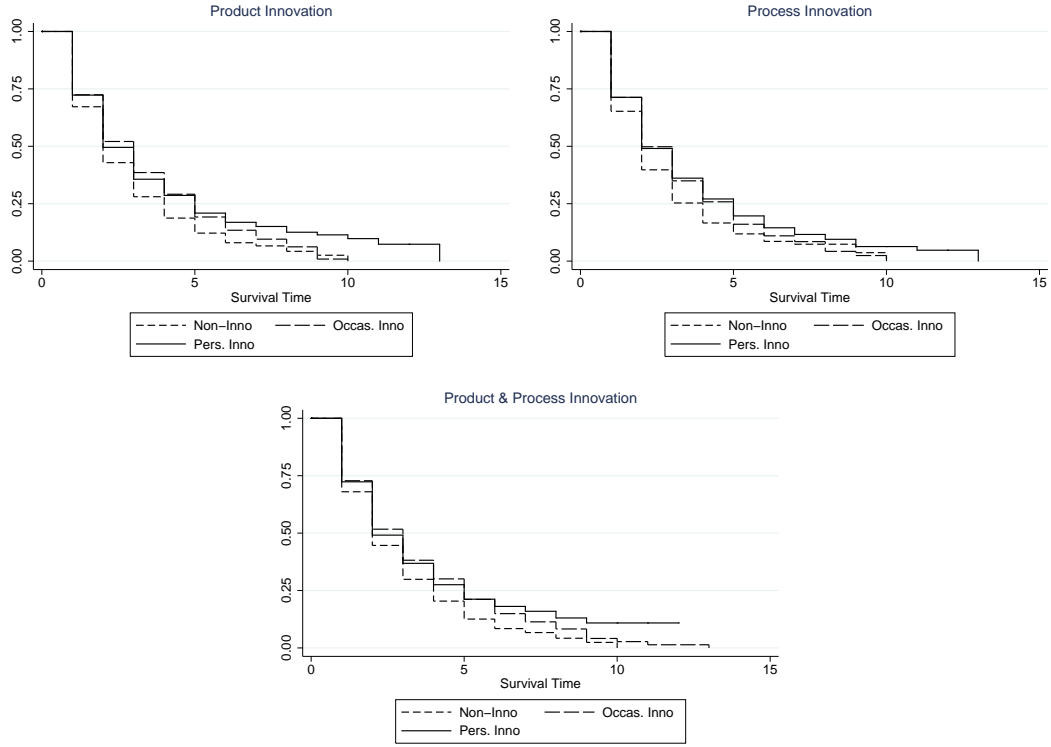 Product Innovation
1.00
0.75
0.50
0.25
0.00
0 5 10 15
Survival Time
Non−Inno Occas. Inno
Pers. Inno
Process Innovation
1.00
0.75
0.50
0.25
0.00
0 5 10 15
Survival Time
Non−Inno Occas. Inno
Pers. Inno
Product & Process Innovation
1.00
0.75
0.50
0.25
0.00
0 5 10 15
Survival Time
Non−Inno Occas. Inno
Pers. Inno